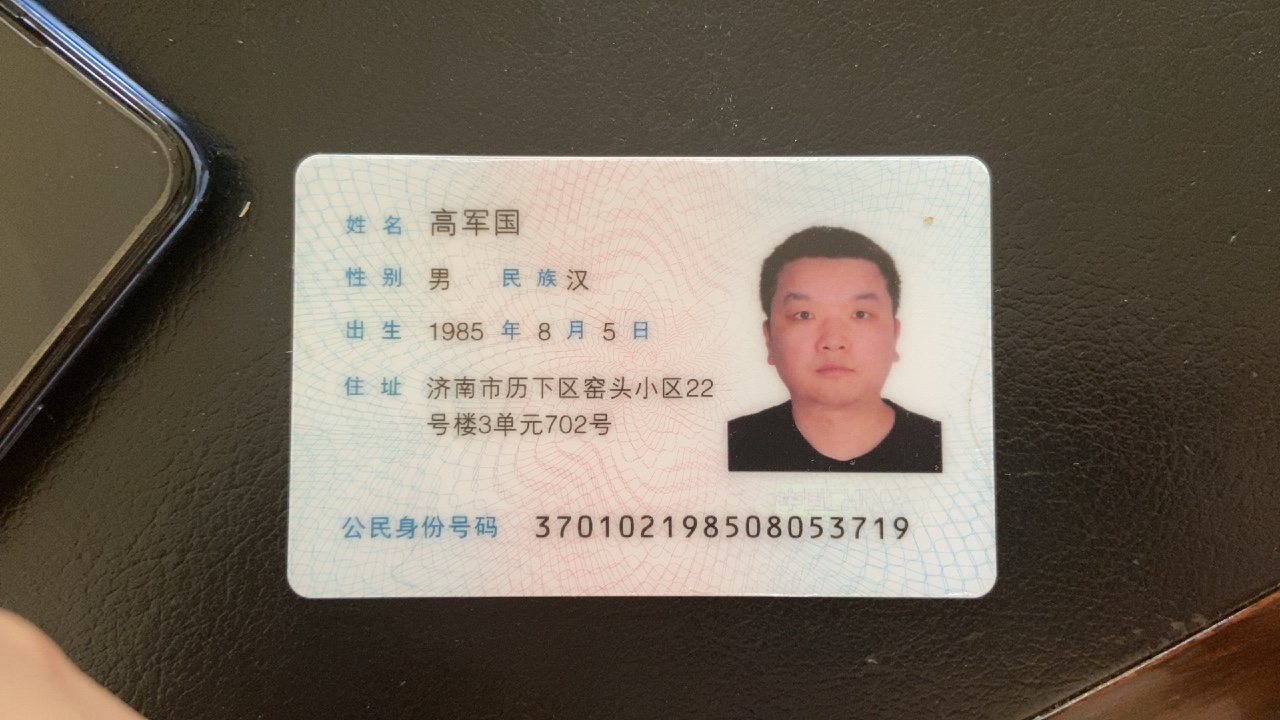 姓名 高军国
性别 男 民族 汉
出生 1985 年 8 月 5 日
住址 济南市历下区窑头小区22
号楼3单元702号
公民身份号码 370102198508053719